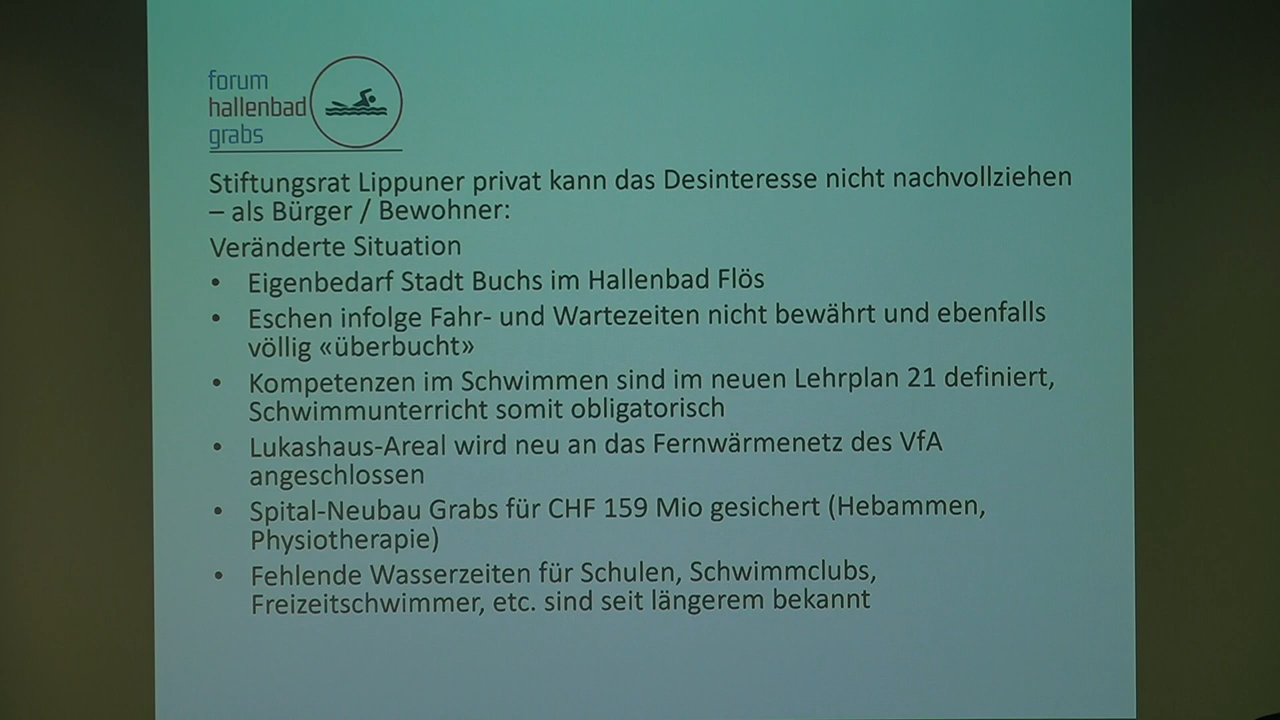 forum
hallenbad
grabs
Stiftungsrat Lippuner privat kann das Desinteresse nicht nachvollziehen
– als Bürger / Bewohner:
Veränderte Situation
• Eigenbedarf Stadt Buchs im Hallenbad Flös
• Eschen infolge Fahr- und Wartezeiten nicht bewährt und ebenfalls
völlig «überbucht»
• Kompetenzen im Schwimmen sind im neuen Lehrplan 21 definiert,
Schwimmunterricht somit obligatorisch
• Lukashaus-Areal wird neu an das Fernwärmenetz des VfA
angeschlossen
• Spital-Neubau Grabs für CHF 159 Mio gesichert (Hebammen,
Physiotherapie)
• Fehlende Wasserzeiten für Schulen, Schwimmclubs,
Freizeitschwimmer, etc. sind seit längerem bekannt